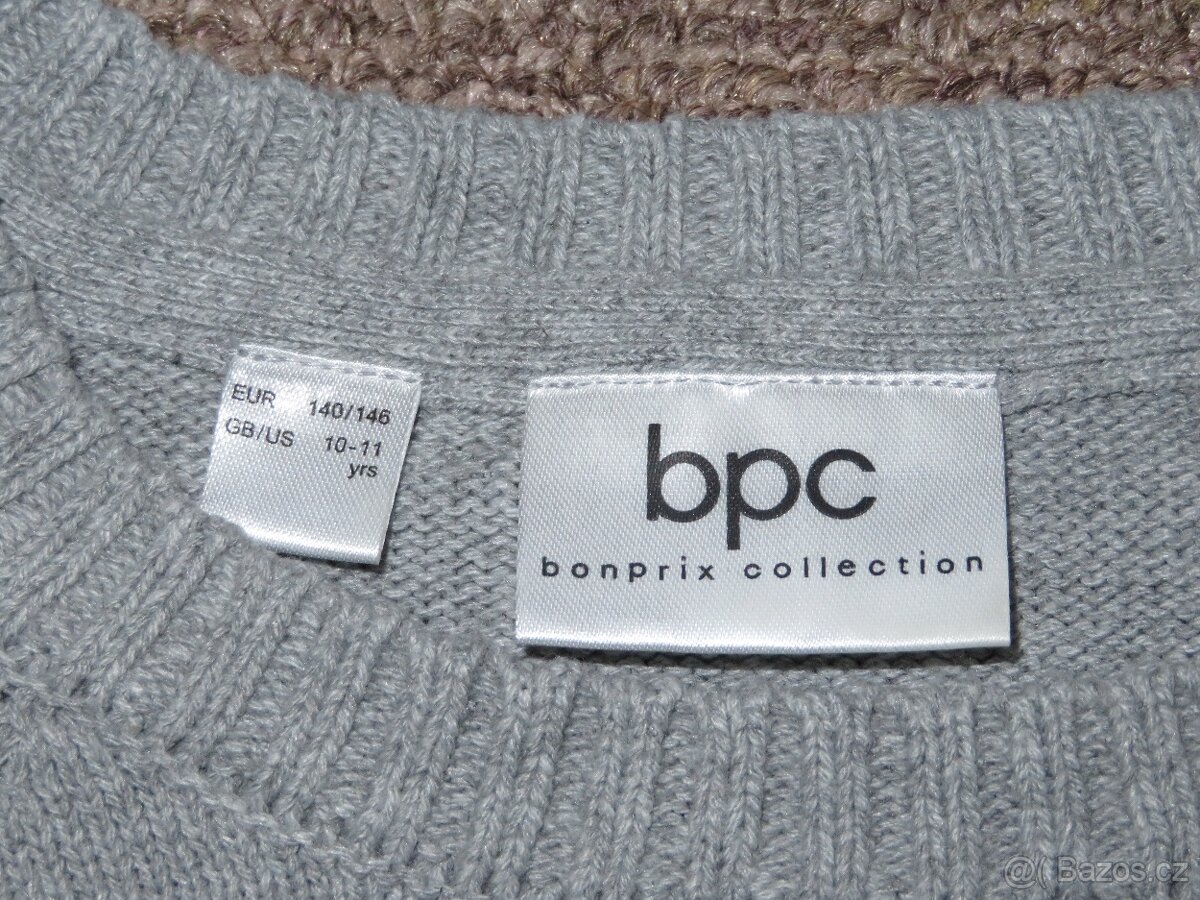 EUR 140/146
GB/US 10-11
yrs
bpc
bonprix collection
@( Bazos.cz